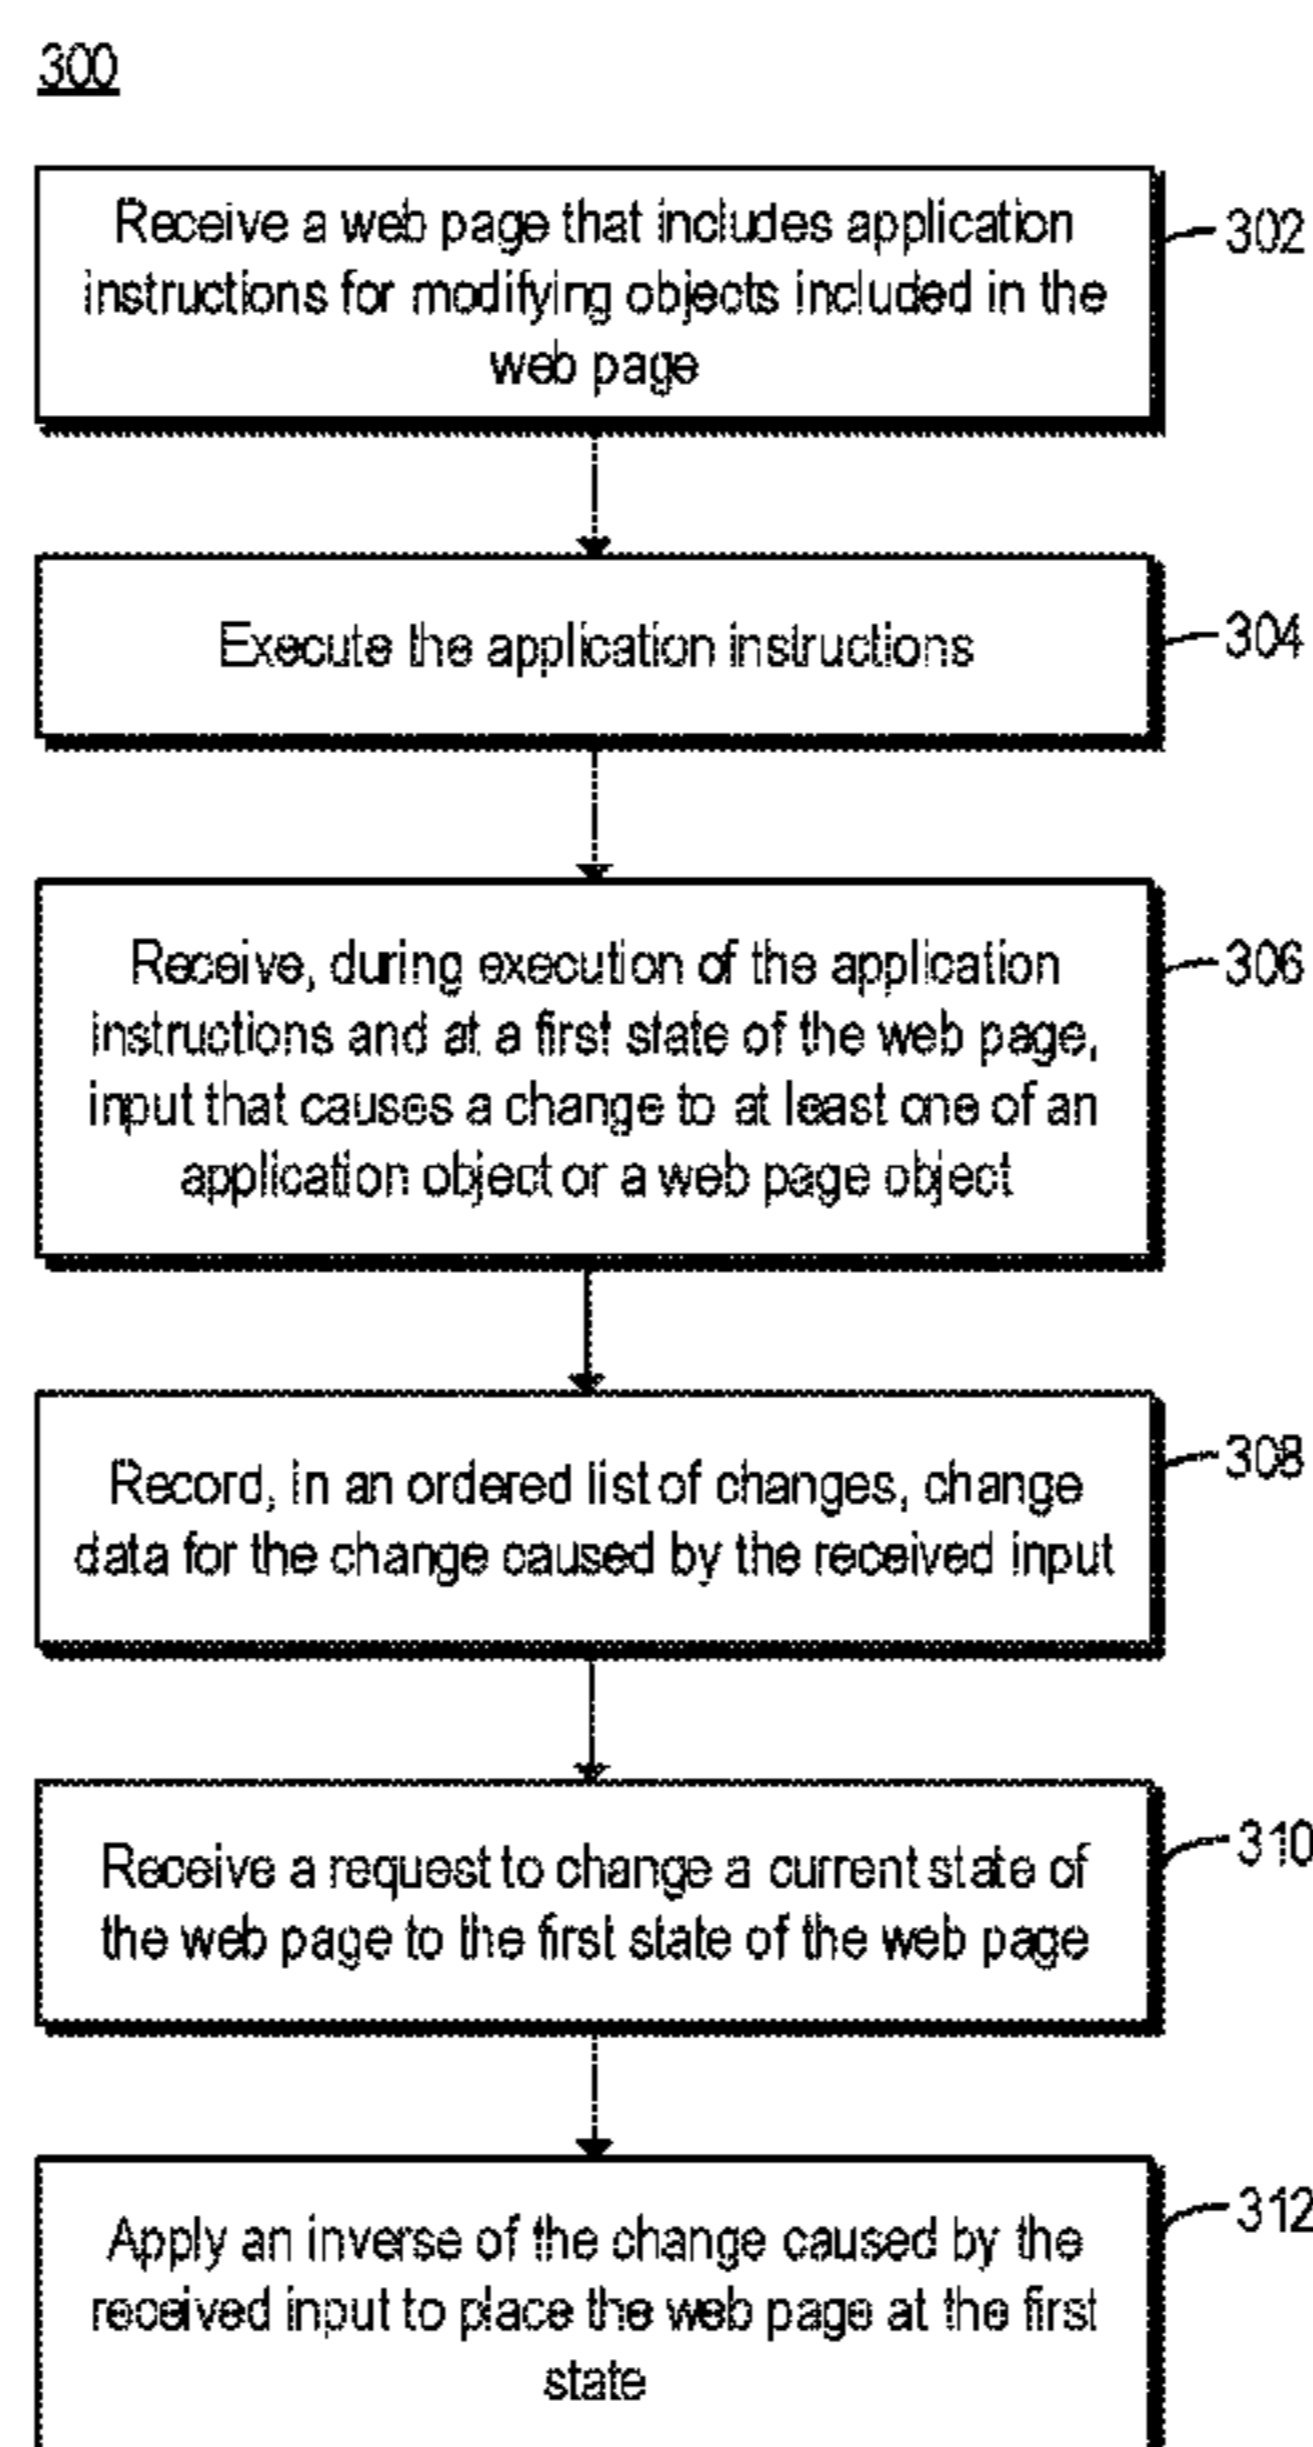 300
Receive a web page that includes application
instructions for modifying objects included in the
web page
302
Execute the application instructions
304
Receive, during execution of the application
instructions and at a first state of the web page,
input that causes a change to at least one of an
application object or a web page object
306
Record, in an ordered list of changes, change
data for the change caused by the received input
308
Receive a request to change a current state of
the web page to the first state of the web page
310
Apply an inverse of the change caused by the
received input to place the web page at the first
state
312